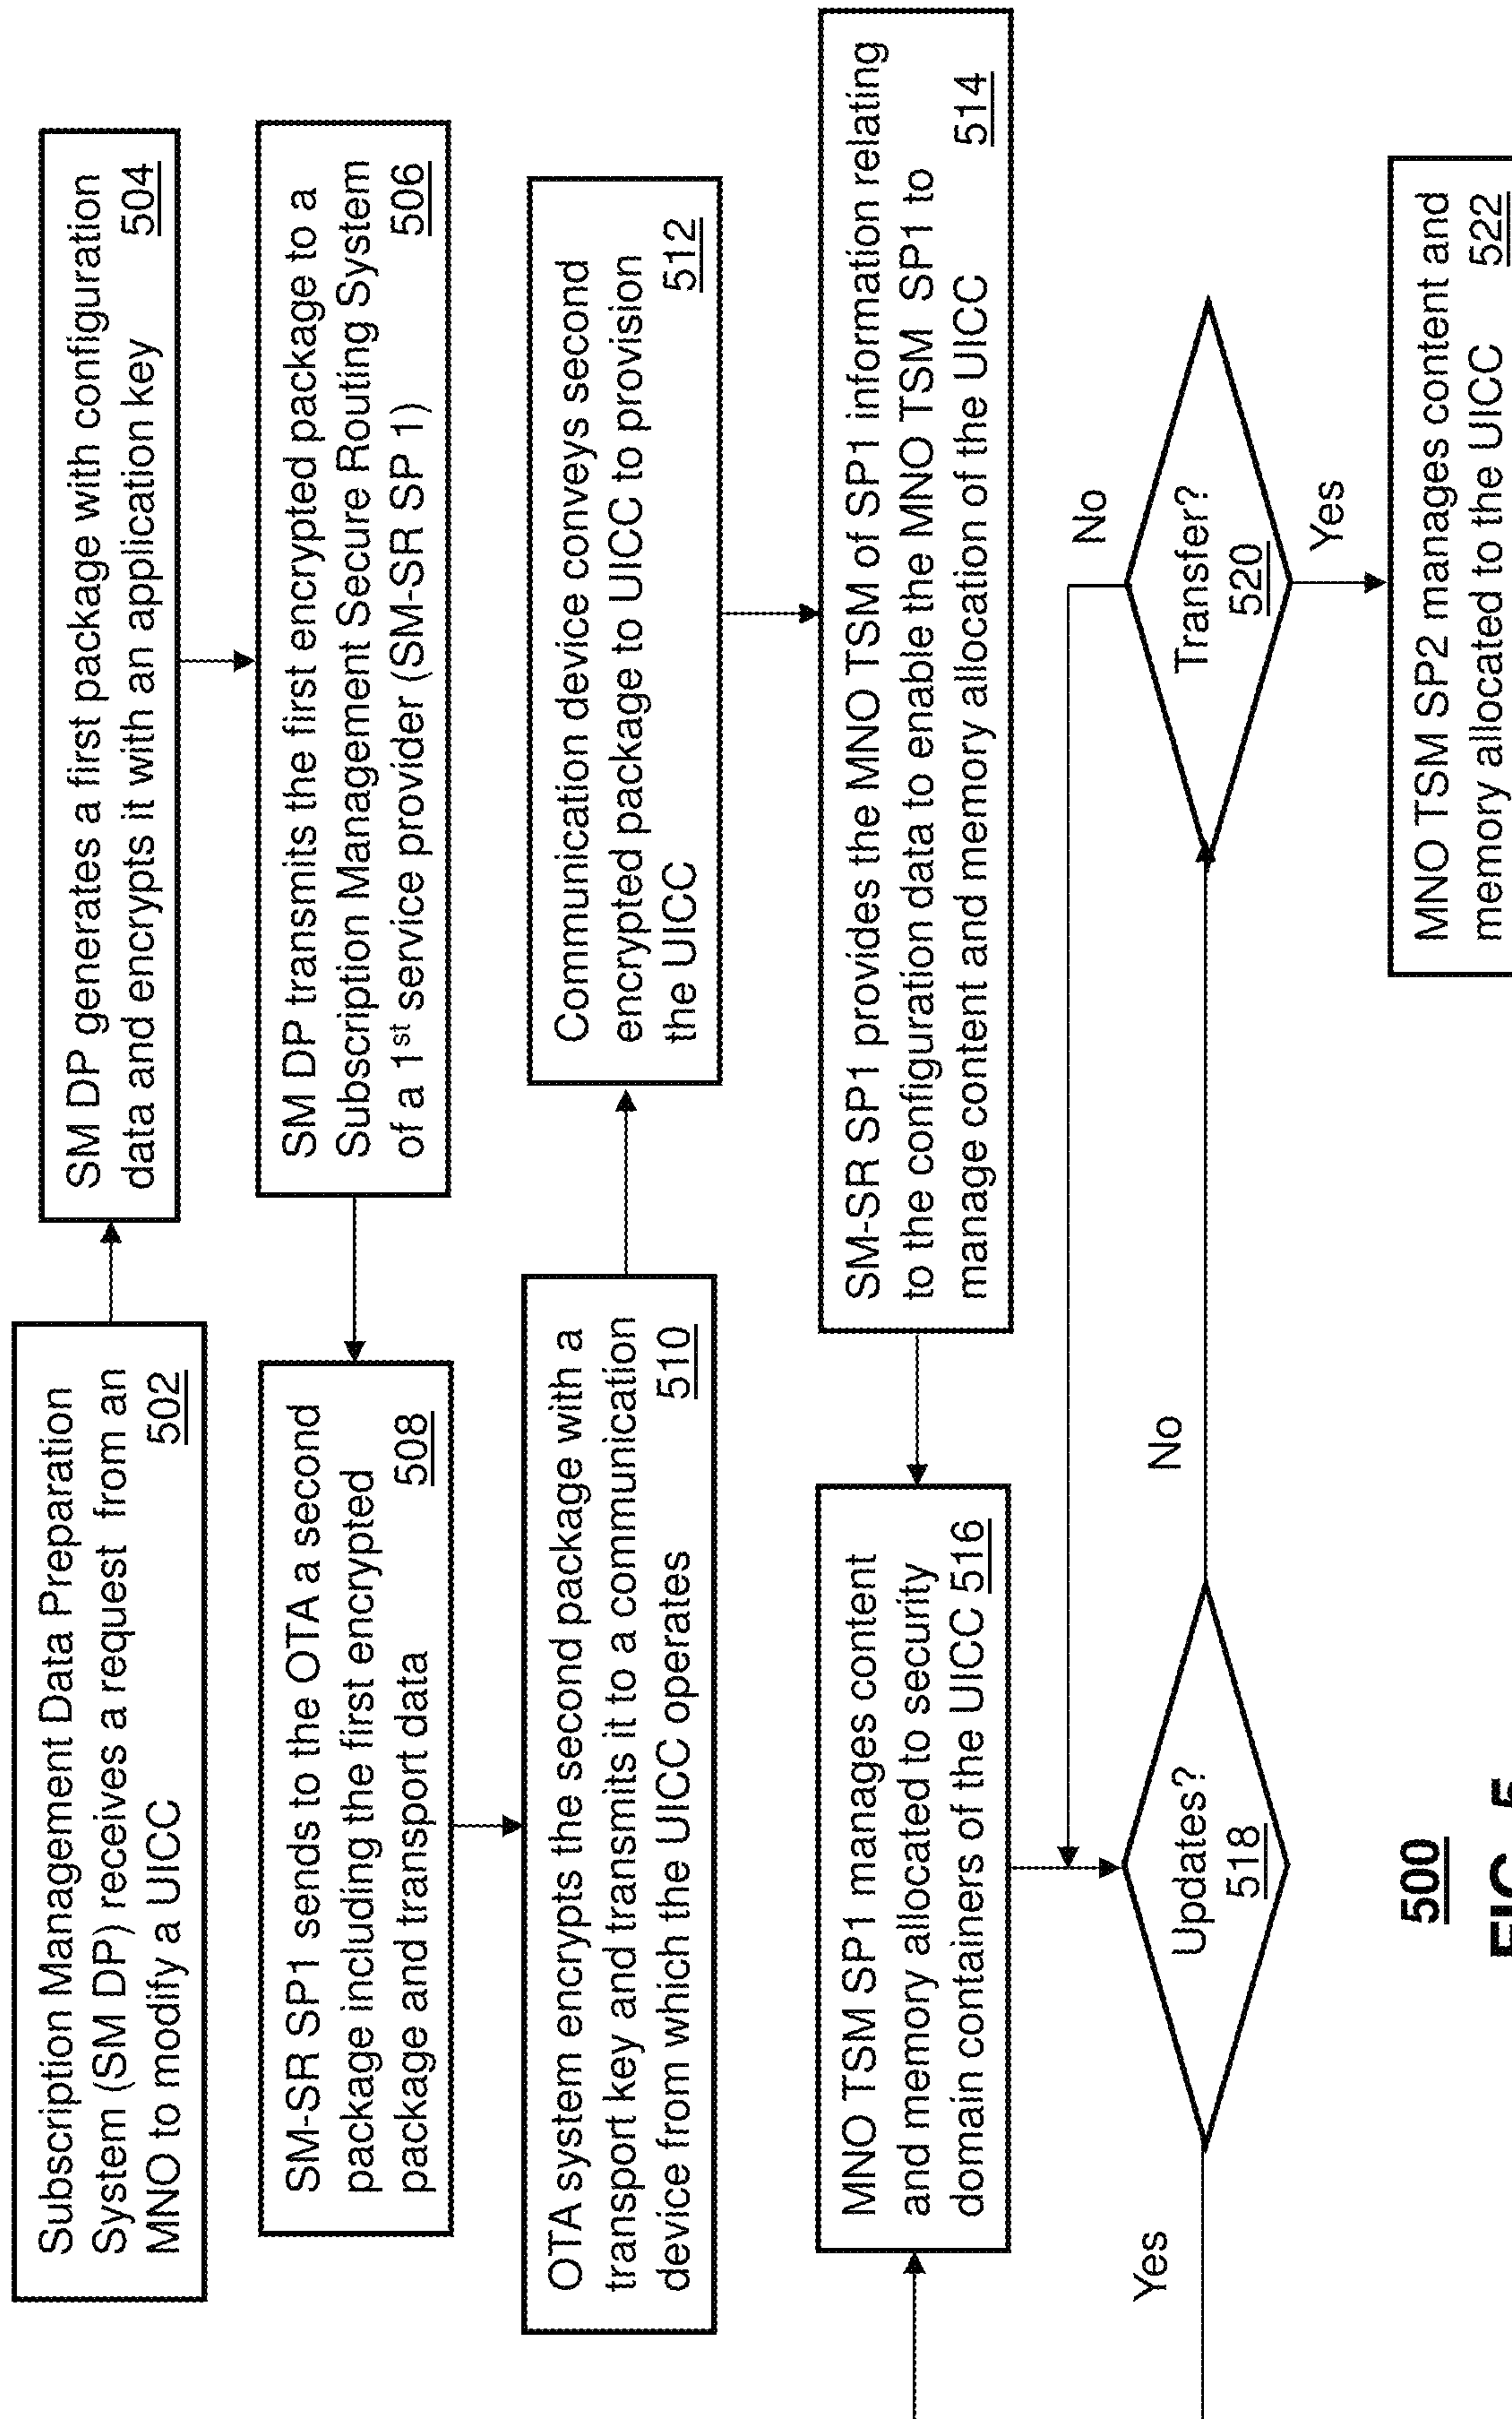 Subscription Management Data Preparation
System (SM DP) receives a request from an
MNO to modify a UICC 502
SM DP generates a first package with configuration
data and encrypts it with an application key 504
SM DP transmits the first encrypted package to a
Subscription Management Secure Routing System
of a 1st service provider (SM-SR SP 1) 506
SM-SR SP1 sends to the OTA a second
package including the first encrypted
package and transport data 508
OTA system encrypts the second package with a
transport key and transmits it to a communication
device from which the UICC operates 510
Communication device conveys second
encrypted package to UICC to provision
the UICC 512
SM-SR SP1 provides the MNO TSM of SP1 information relating
to the configuration data to enable the MNO TSM SP1 to
manage content and memory allocation of the UICC 514
MNO TSM SP1 manages content
and memory allocated to security
domain containers of the UICC 516
Updates?
518
Yes
No
Transfer?
520
No
Yes
MNO TSM SP2 manages content and
memory allocated to the UICC 522
500
FIG. 5